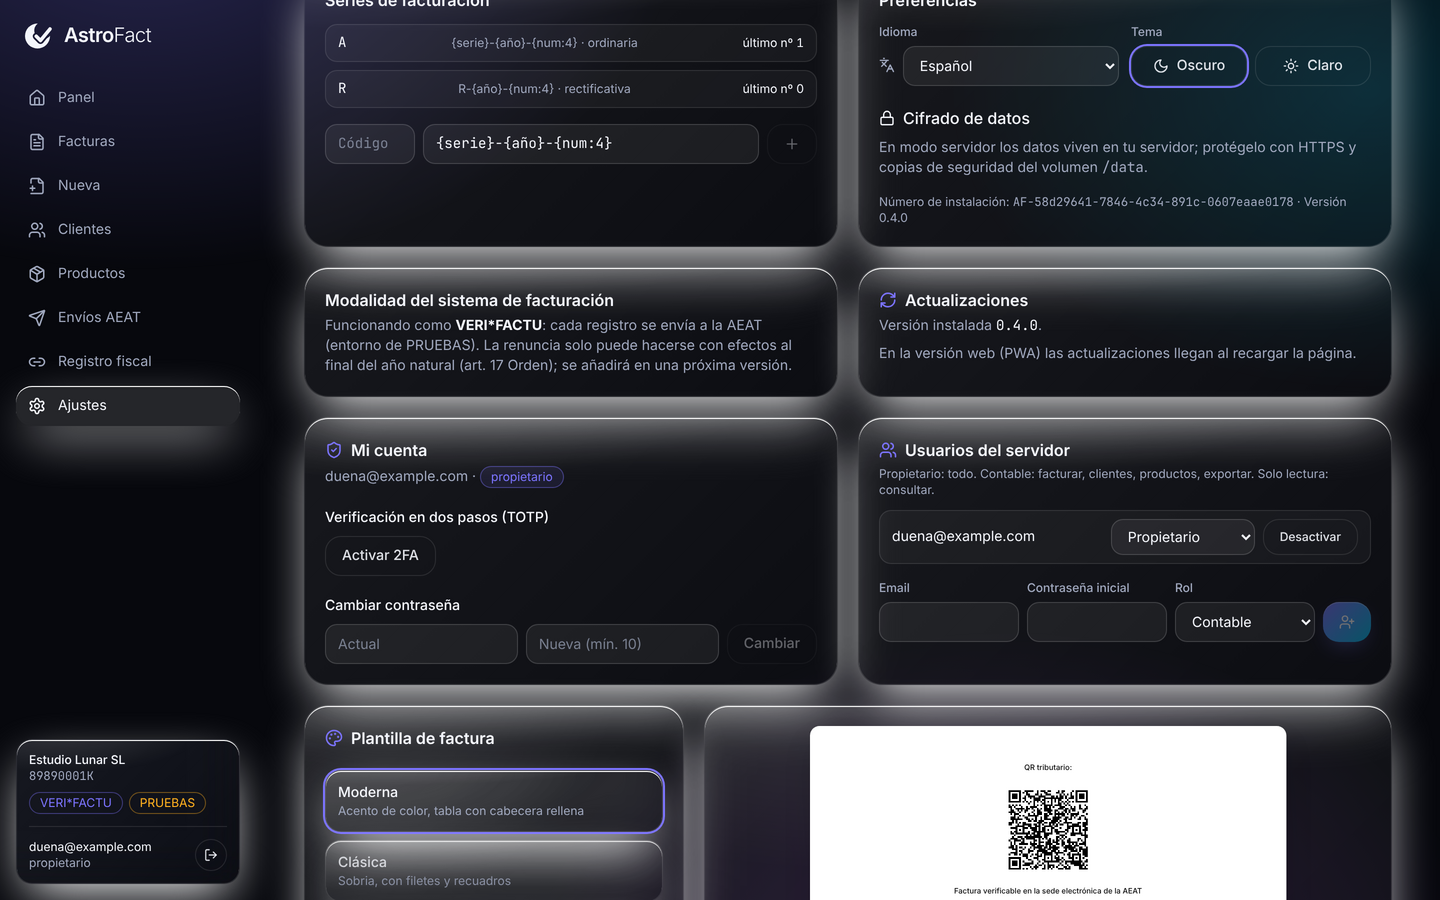 AstroFact
Panel
Facturas
Nueva
Clientes
Productos
Envíos AEAT
Registro fiscal
Ajustes
Estudio Lunar SL
89890001K
VERI*FACTU
PRUEBAS
duena@example.com
propietario
Series de facturación
A
{serie}-{año}-{num:4} · ordinaria
último nº 1
R
R-{año}-{num:4} · rectificativa
último nº 0
Código
{serie}-{año}-{num:4}
+
Preferencias
Idioma
Español
Tema
Oscuro
Claro
Cifrado de datos
En modo servidor los datos viven en tu servidor; protégelo con HTTPS y
copias de seguridad del volumen /data.
Número de instalación: AF-58d29641-7846-4c34-891c-0607eaae0178 · Versión
0.4.0
Modalidad del sistema de facturación
Funcionando como VERI*FACTU: cada registro se envía a la AEAT
(entorno de PRUEBAS). La renuncia solo puede hacerse con efectos al
final del año natural (art. 17 Orden); se añadirá en una próxima versión.
Actualizaciones
Versión instalada 0.4.0.
En la versión web (PWA) las actualizaciones llegan al recargar la página.
Mi cuenta
duena@example.com · propietario
Verificación en dos pasos (TOTP)
Activar 2FA
Cambiar contraseña
Actual
Nueva (mín. 10)
Cambiar
Usuarios del servidor
Propietario: todo. Contable: facturar, clientes, productos, exportar. Solo lectura:
consultar.
duena@example.com
Propietario
Desactivar
Email
Contraseña inicial
Rol
Contable
Plantilla de factura
Moderna
Acento de color, tabla con cabecera rellena
Clásica
Sobria, con filetes y recuadros
QR tributario:
Factura verificable en la sede electrónica de la AEAT